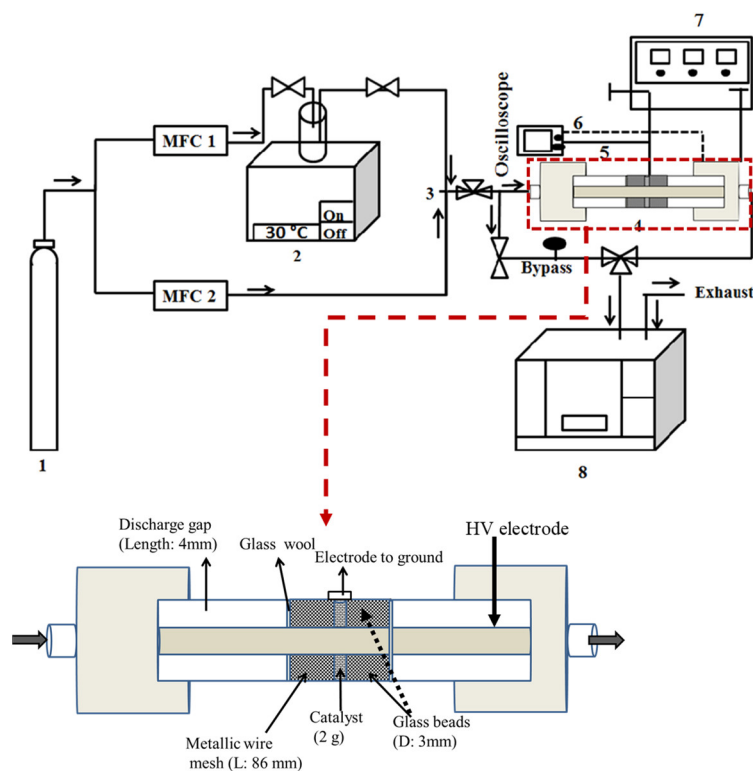 7
MFC 1
Oscilloscope
6
5
3
On
30 °C
Off
2
4
MFC 2
Bypass
Exhaust
1
8
Discharge gap
(Length: 4mm)
Glass wool
Electrode to ground
HV electrode
Catalyst
(2 g)
Glass beads
(D: 3mm)
Metallic wire
mesh (L: 86 mm)